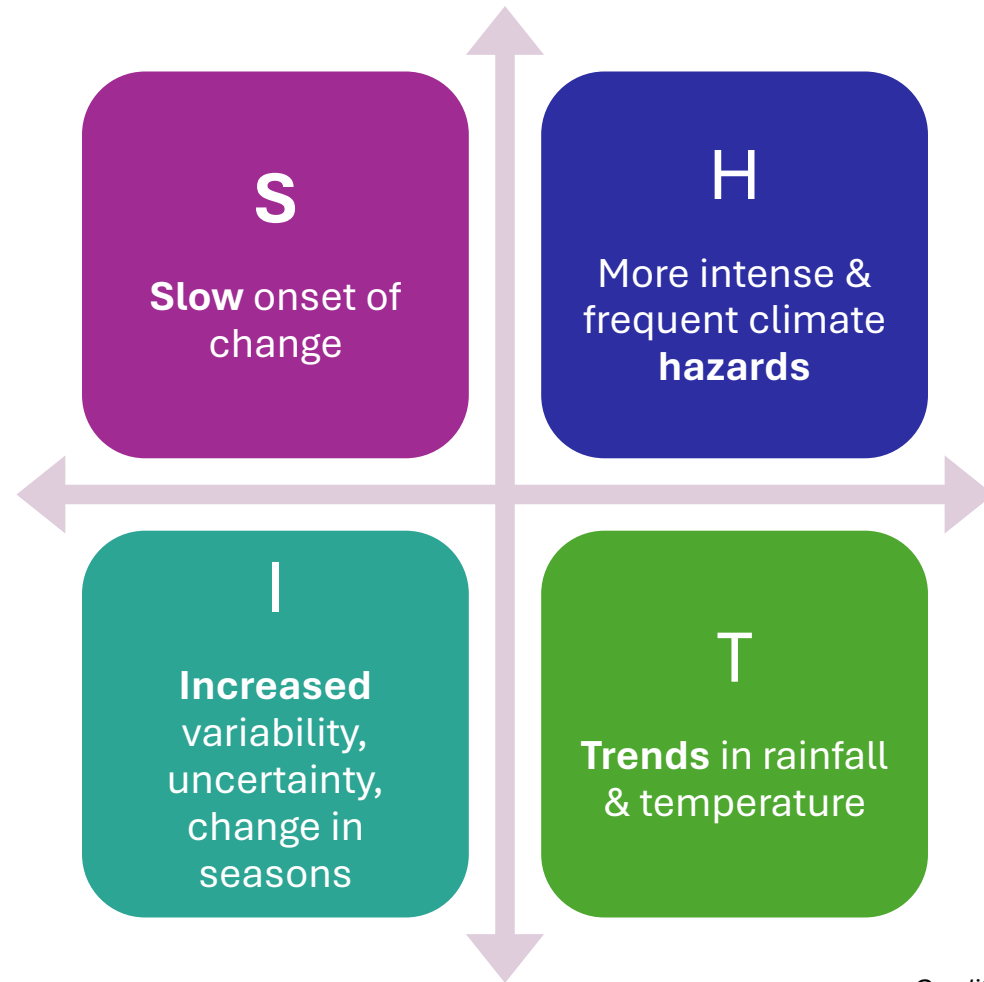 S
Slow onset of
change
H
More intense &
frequent climate
hazards
I
Increased
variability,
uncertainty,
change in
seasons
T
Trends in rainfall
& temperature